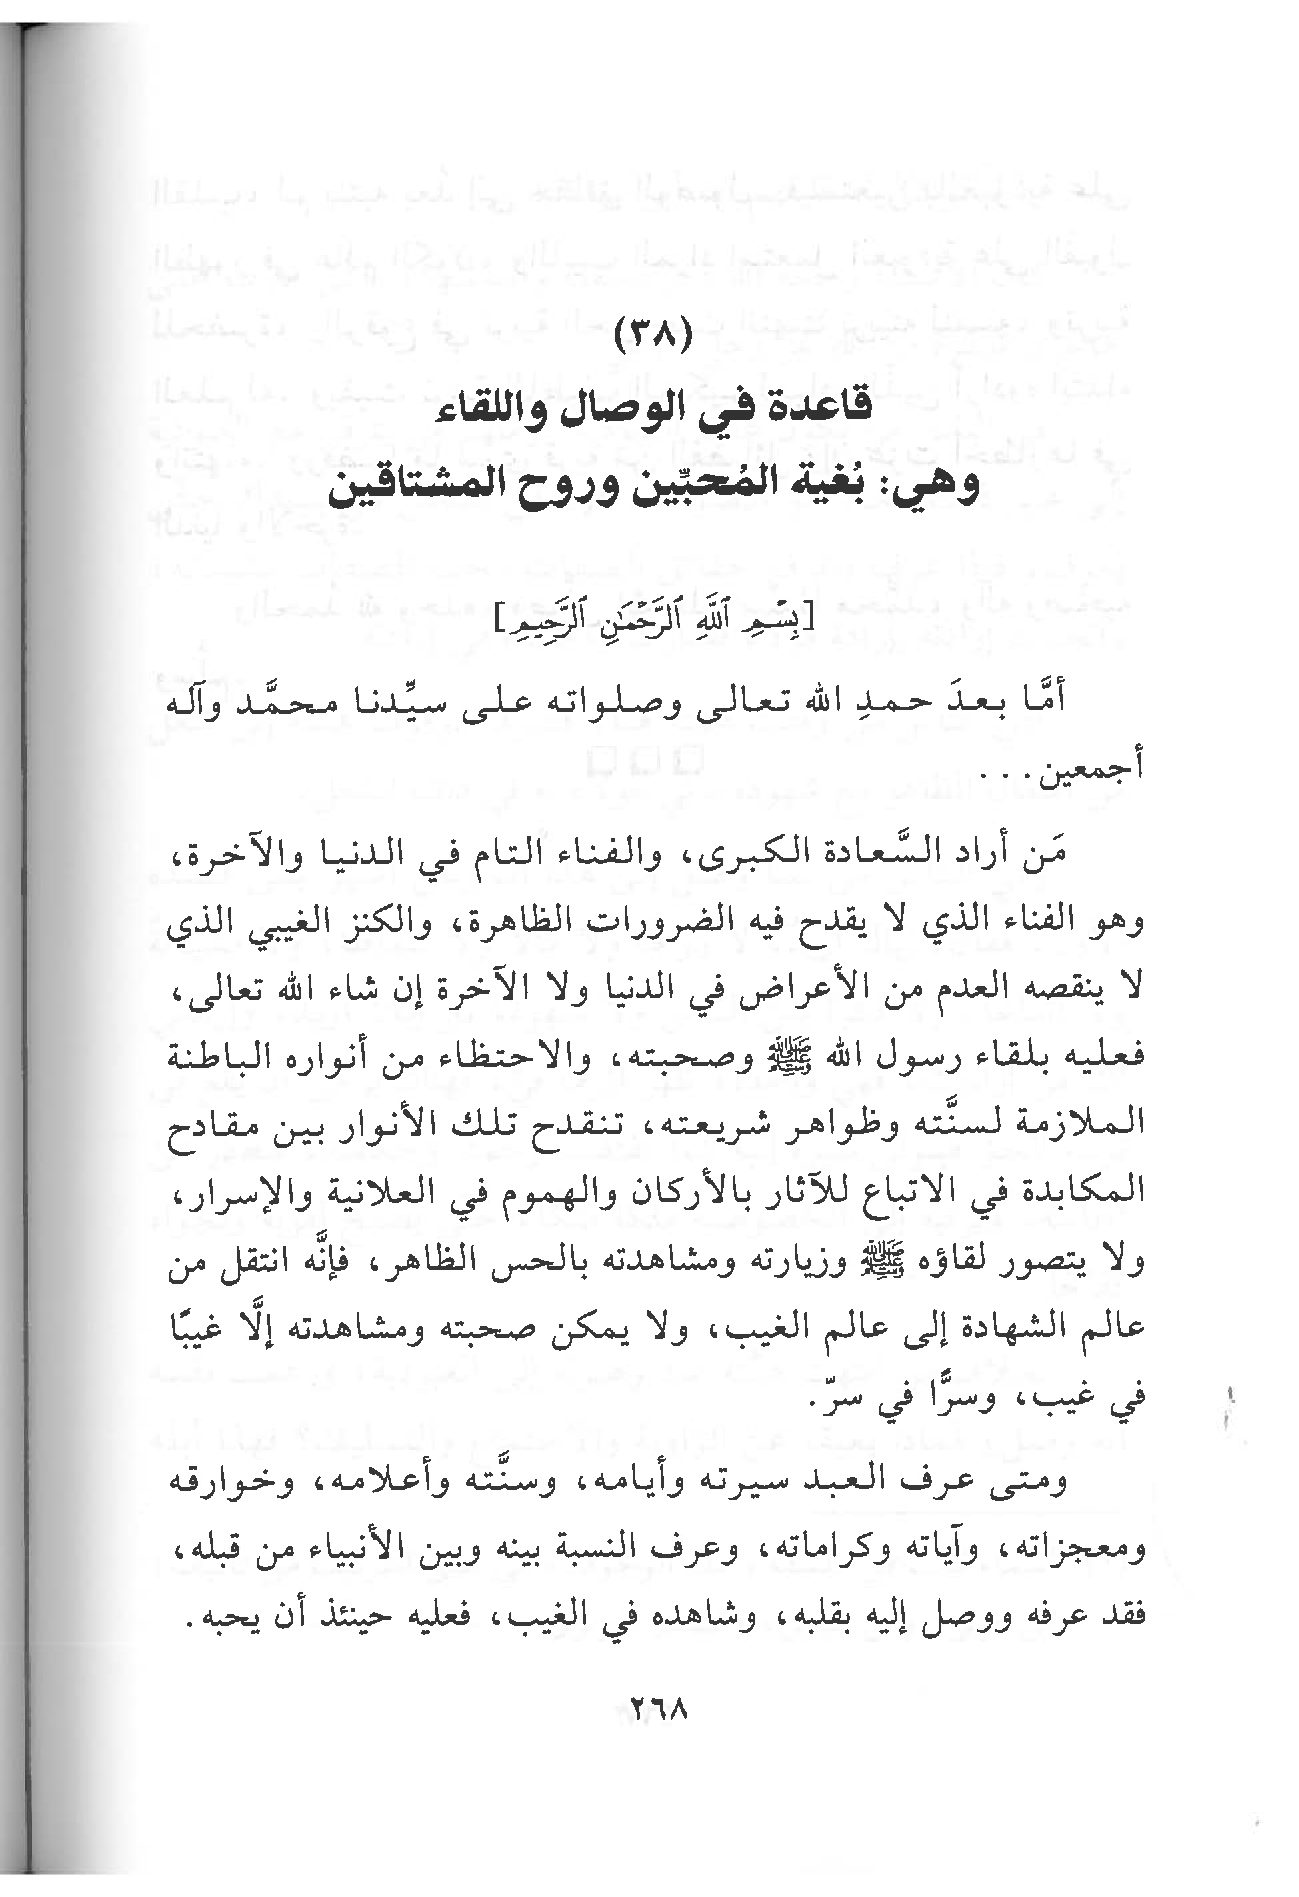 (٣٨)
قاعدة في الوصال واللقاء
وهي: بُغية المُحبِّين وروح المشتاقين
[بِسْمِ ٱللَّهِ ٱلرَّحْمَٰنِ ٱلرَّحِيمِ]
أمَّا بعدَ حمدِ الله تعالى وصلواته على سيِّدنا محمَّد وآله
أجمعين...
مَن أراد السَّعادة الكبرى، والفناء التام في الدنيا والآخرة،
وهو الفناء الذي لا يقدح فيه الضرورات الظاهرة، والكنز الغيبي الذي
لا ينقصه العدم من الأعراض في الدنيا ولا الآخرة إن شاء الله تعالى،
فعليه بلقاء رسول الله ﷺ وصحبته، والاحتظاء من أنواره الباطنة
الملازمة لسنَّته وظواهر شريعته، تنقدح تلك الأنوار بين مقادح
المكابدة في الاتباع للآثار بالأركان والهموم في العلانية والإسرار،
ولا يتصور لقاؤه ﷺ وزيارته ومشاهدته بالحس الظاهر، فإنَّه انتقل من
عالم الشهادة إلى عالم الغيب، ولا يمكن صحبته ومشاهدته إلَّا غيبًا
في غيب، وسرًّا في سرّ.
ومتى عرف العبد سيرته وأيامه، وسنَّته وأعلامه، وخوارقه
ومعجزاته، وآياته وكراماته، وعرف النسبة بينه وبين الأنبياء من قبله،
فقد عرفه ووصل إليه بقلبه، وشاهده في الغيب، فعليه حينئذ أن يحبه.
٢٦٨